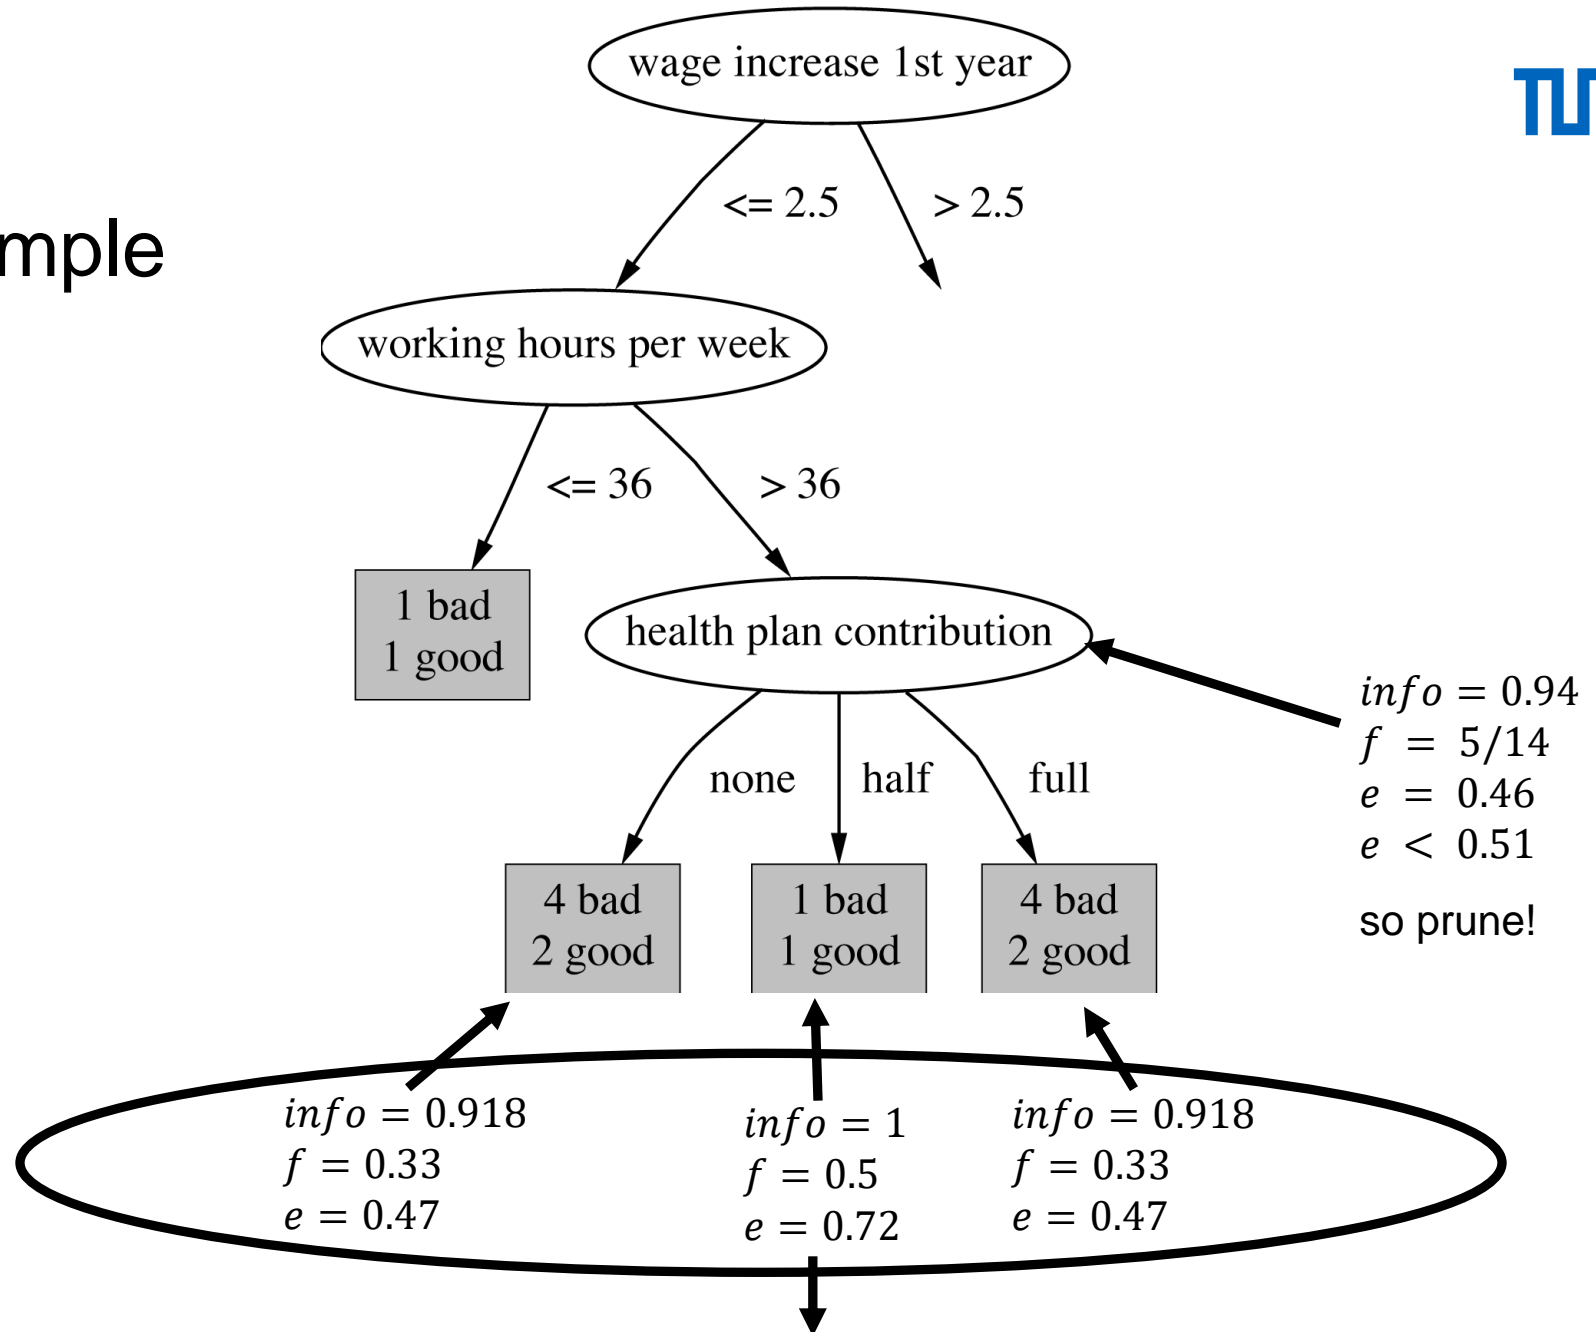 wage increase 1st year
<= 2.5
> 2.5
mple
working hours per week
<= 36
> 36
1 bad
1 good
health plan contribution
info = 0.94
f = 5/14
e = 0.46
e < 0.51
so prune!
none
half
full
4 bad
2 good
1 bad
1 good
4 bad
2 good
info = 0.918
f = 0.33
e = 0.47
info = 1
f = 0.5
e = 0.72
info = 0.918
f = 0.33
e = 0.47